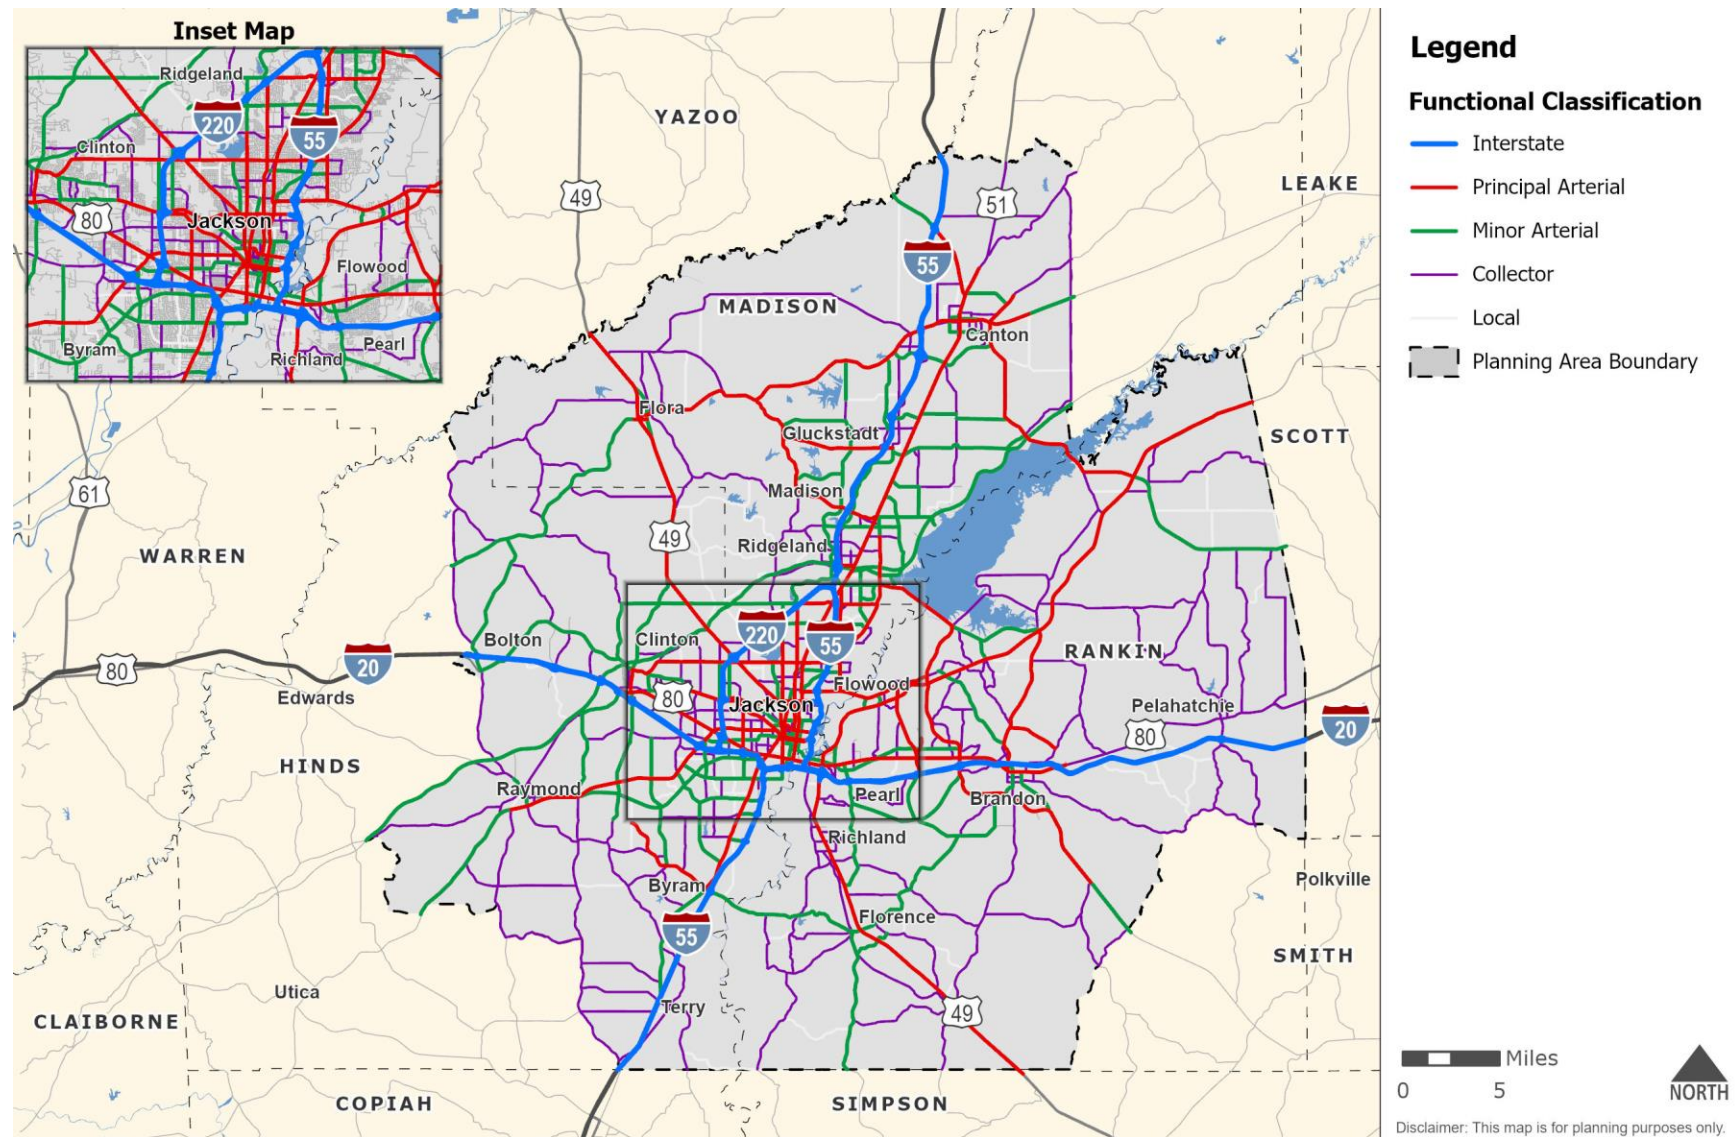 Inset Map
Ridgeland
220
55
Clinton
80
Jackson
Flowood
Byram
Richland
Pearl
YAZOO
49
51
LEAKE
55
MADISON
Canton
Flora
Gluckstadt
SCOTT
61
Madison
49
Ridgeland
WARREN
Bolton
Clinton
220
55
RANKIN
80
20
Edwards
80
Flowood
Jackson
Pelahatchie
80
20
HINDS
Raymond
Pearl
Brandon
Richland
Byram
Polkville
55
Florence
SMITH
Utica
Terry
49
CLAIBORNE
COPIAH
SIMPSON
Legend
Functional Classification
Interstate
Principal Arterial
Minor Arterial
Collector
Local
Planning Area Boundary
Miles
0 5
NORTH
Disclaimer: This map is for planning purposes only.